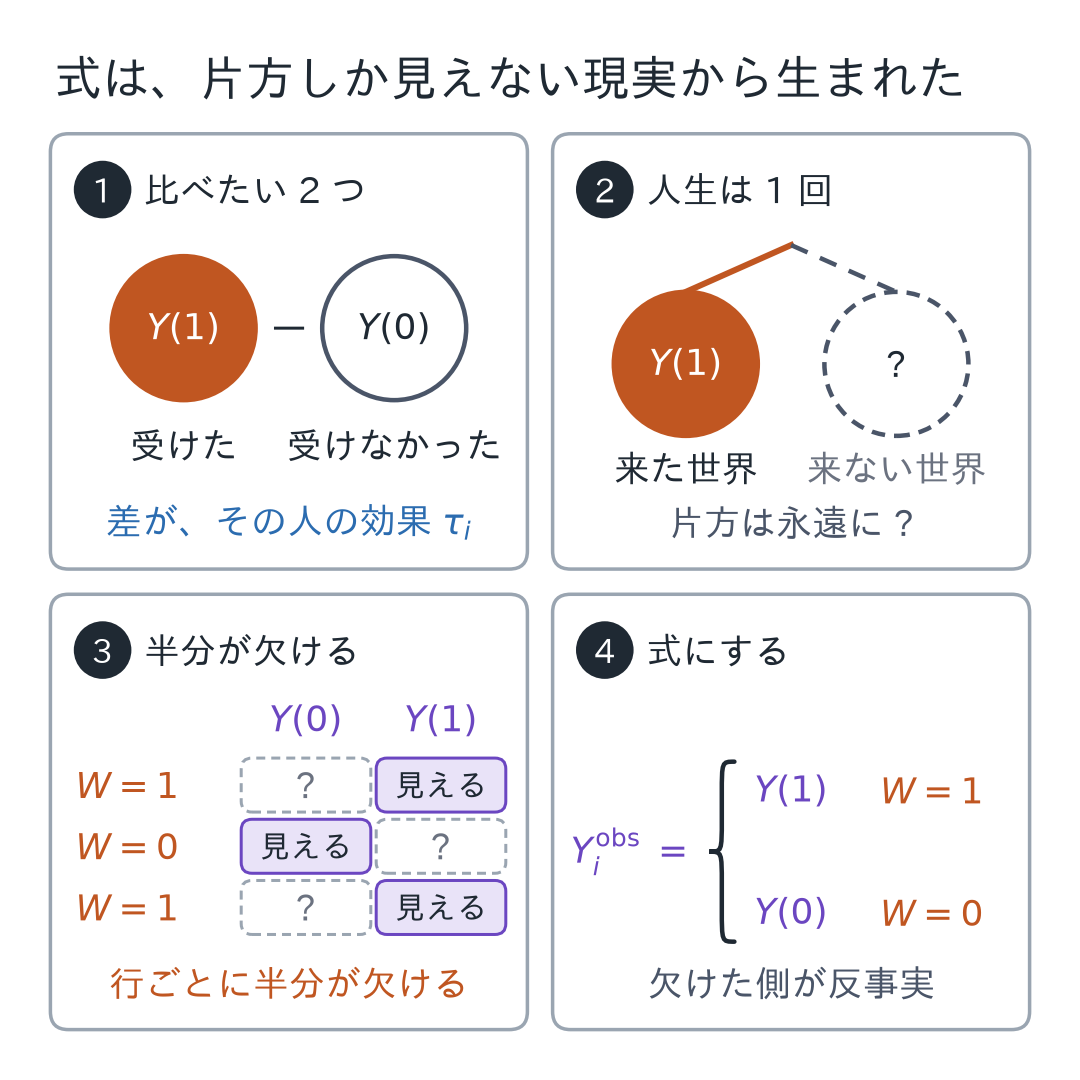 式は、片方しか見えない現実から生まれた
1 比べたい 2 つ
Y(1) − Y(0)
受けた 受けなかった
差が、その人の効果 τi
2 人生は 1 回
Y(1) ?
来た世界 来ない世界
片方は永遠に ?
3 半分が欠ける
Y(0) Y(1)
W = 1 ? 見える
W = 0 見える ?
W = 1 ? 見える
行ごとに半分が欠ける
4 式にする
Y(1) W = 1
Yiobs = {
Y(0) W = 0
欠けた側が反事実